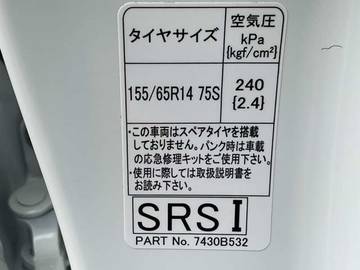 タイヤサイズ
空気圧
kPa
{kgf/cm²}
155/65R14 75S
240
{2.4}
・この車両はスペアタイヤを搭載
しておりません。パンク時は車載
の応急修理キットをご使用下さい。
・使用に際しては取扱説明書を
お読み下さい。
SRS I
PART No. 7430B532